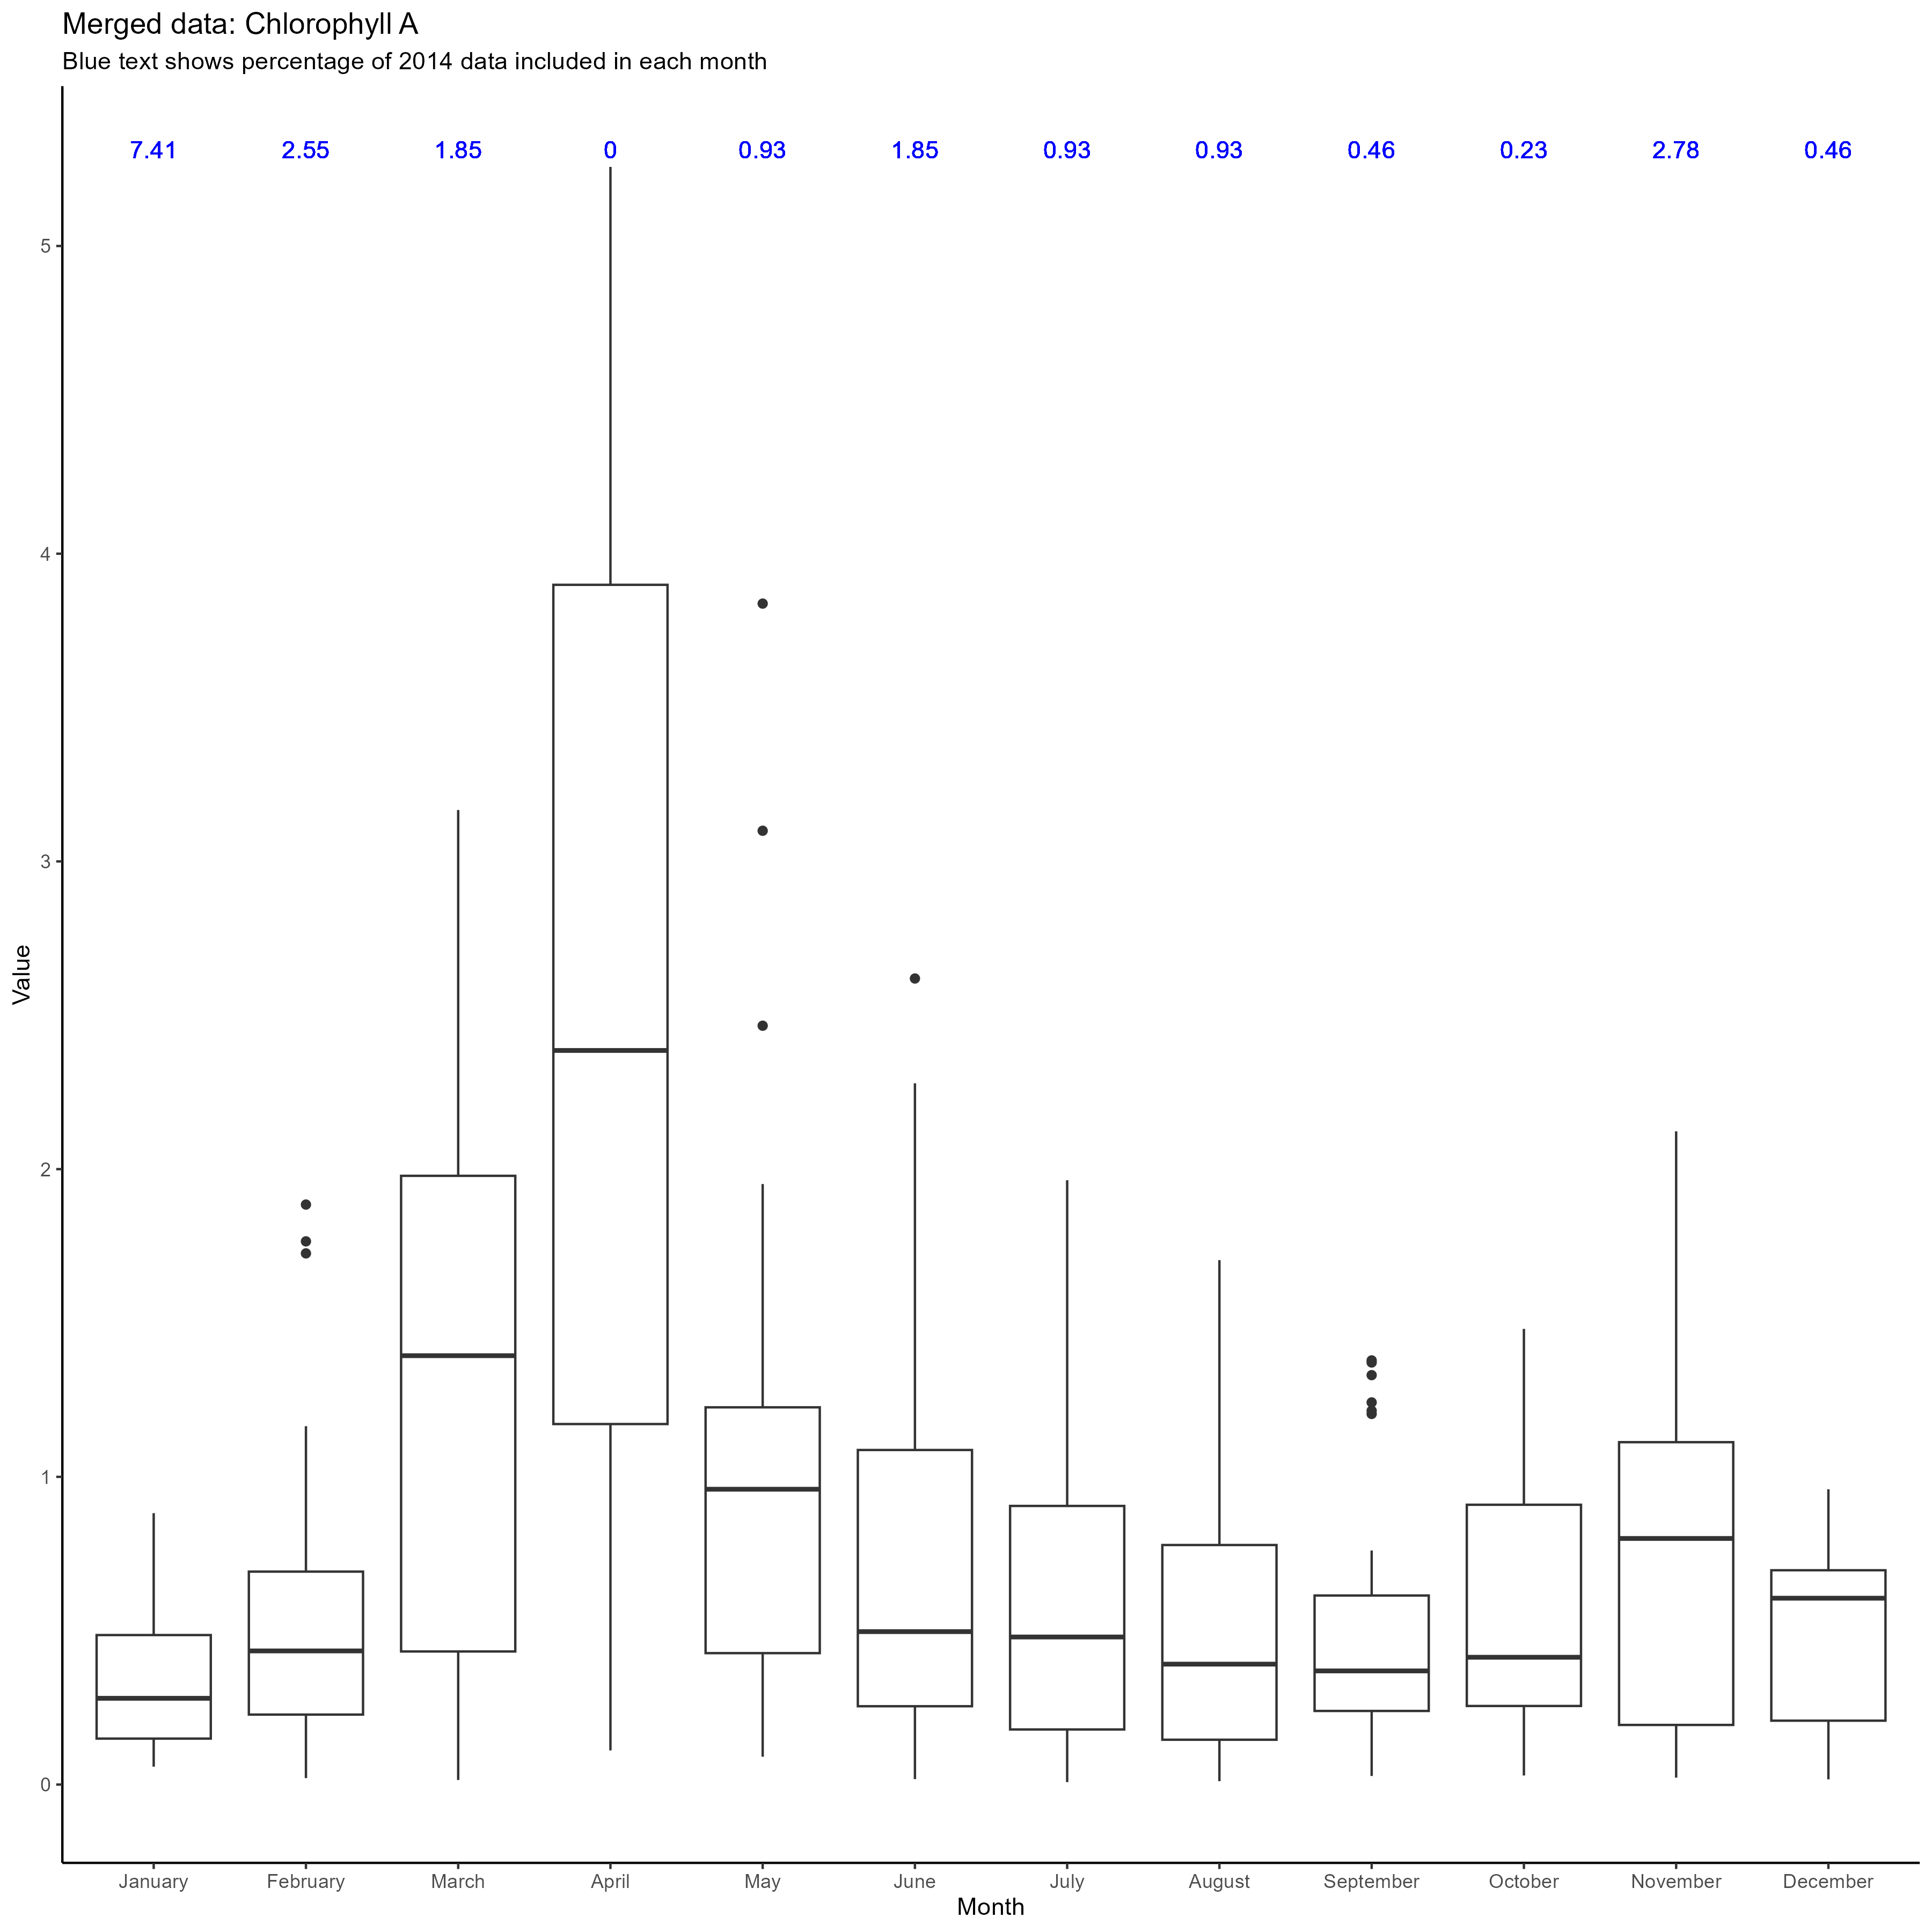 Merged data: Chlorophyll A
Blue text shows percentage of 2014 data included in each month
7.41 2.55 1.85 0 0.93 1.85 0.93 0.93 0.46 0.23 2.78 0.46
5
4
3
2
1
0
Value
January February March April May June July August September October November December
Month